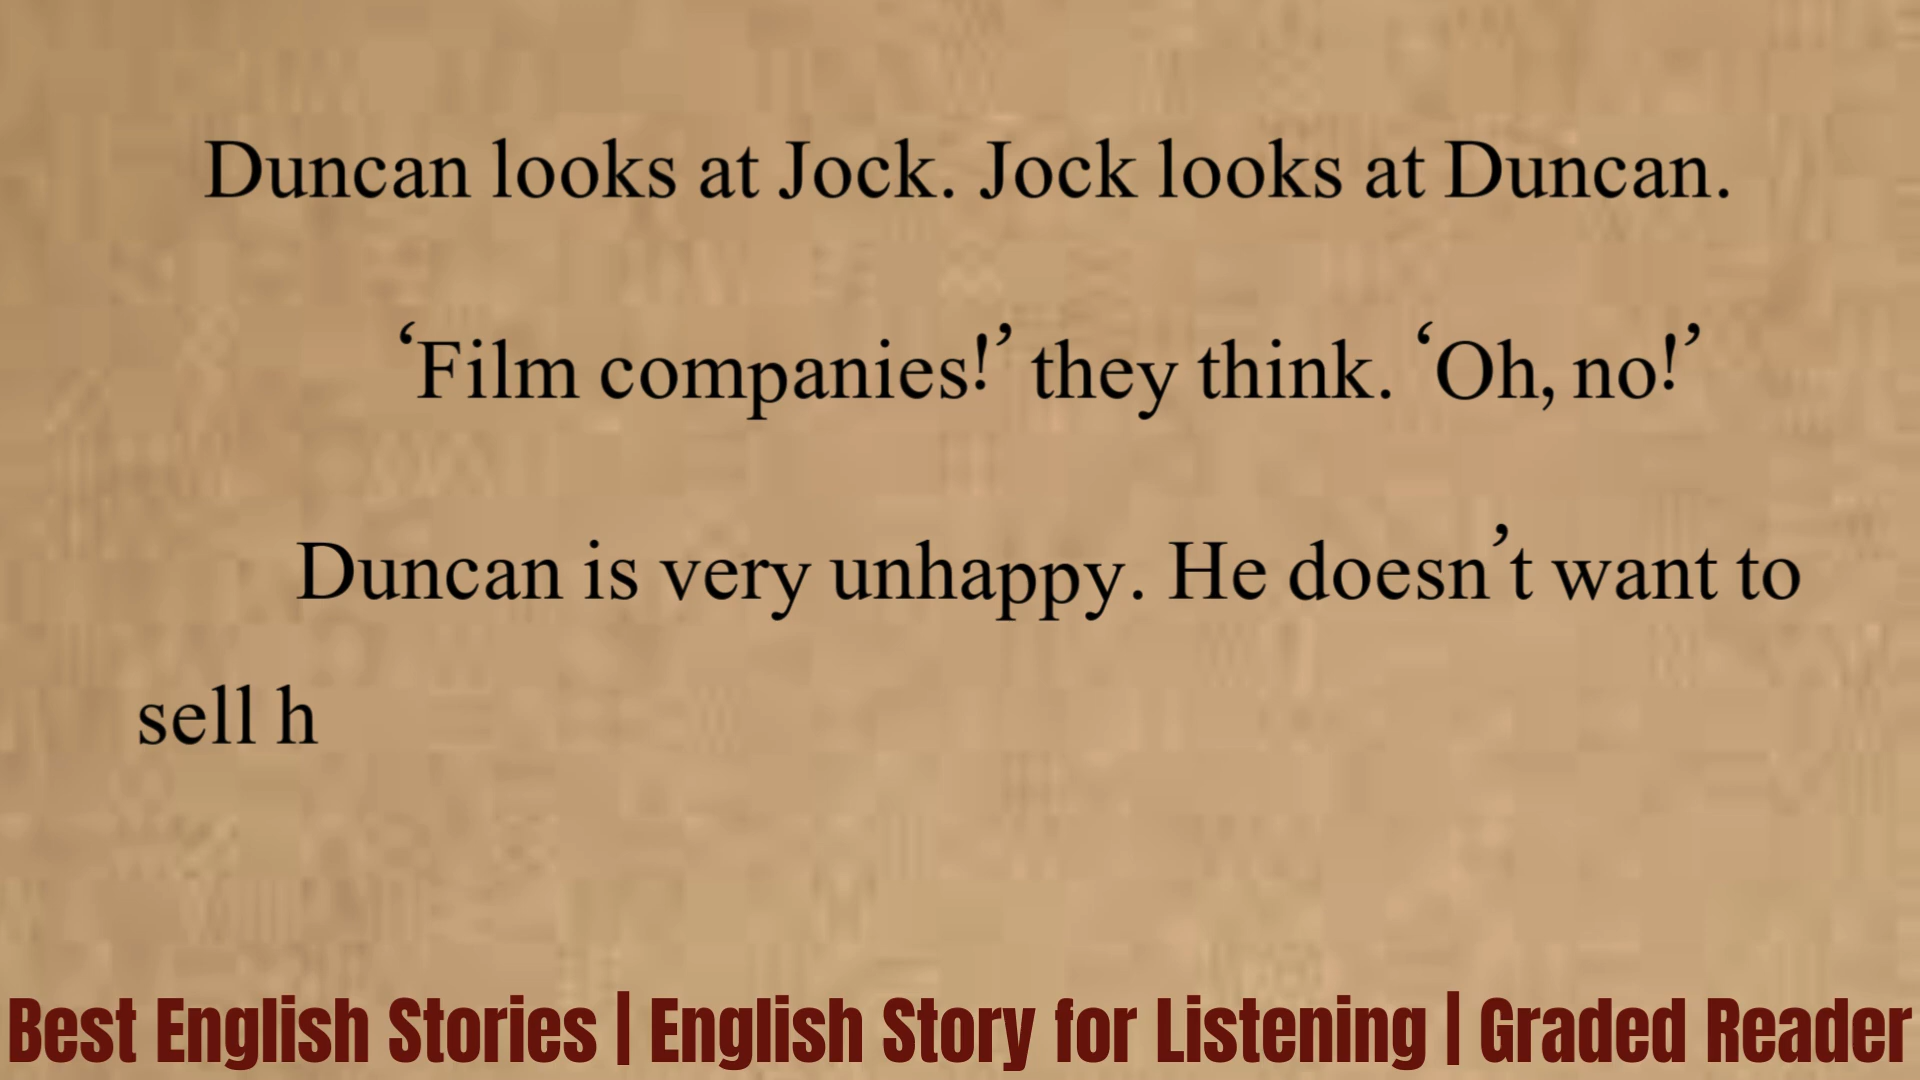 Duncan looks at Jock. Jock looks at Duncan.
‘Film companies!’ they think. ‘Oh, no!’
Duncan is very unhappy. He doesn’t want to
sell h
Best English Stories | English Story for Listening | Graded Reader